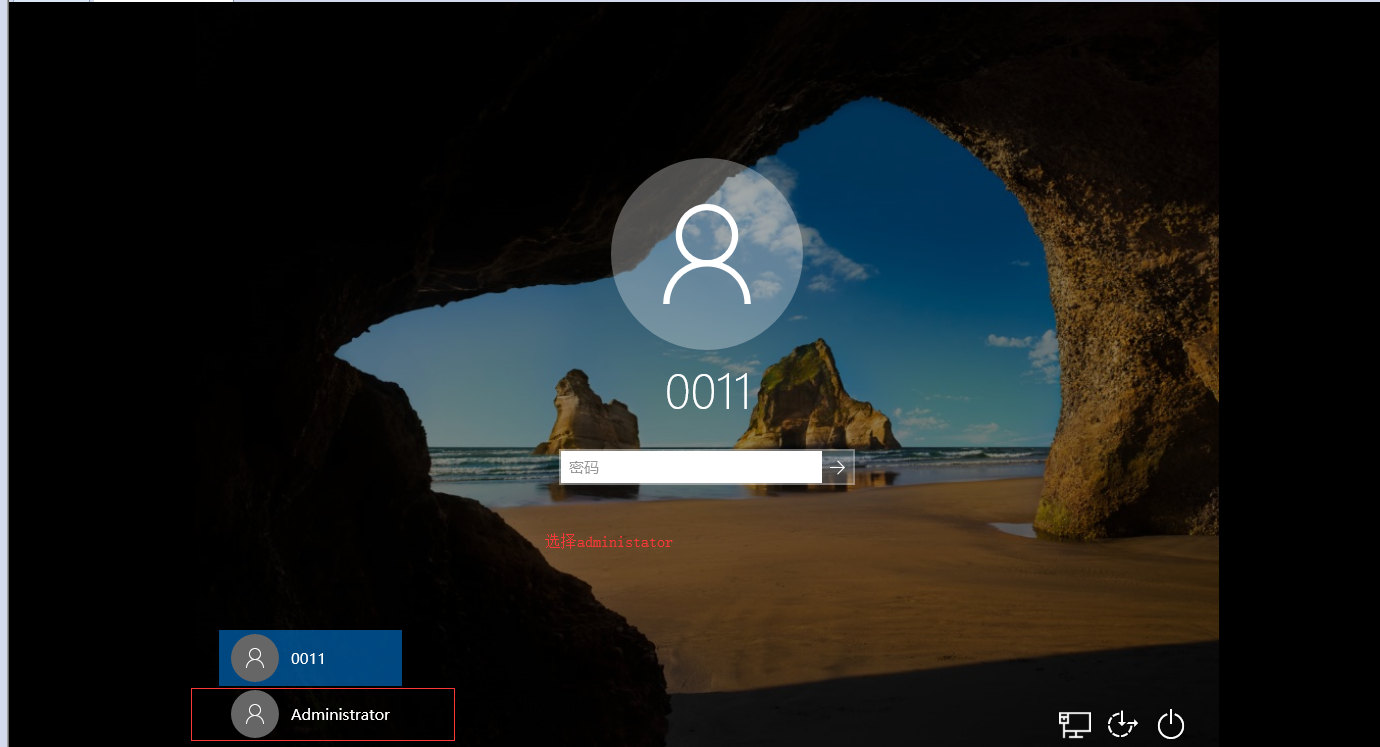 0011
密码
选择administator
0011
Administrator